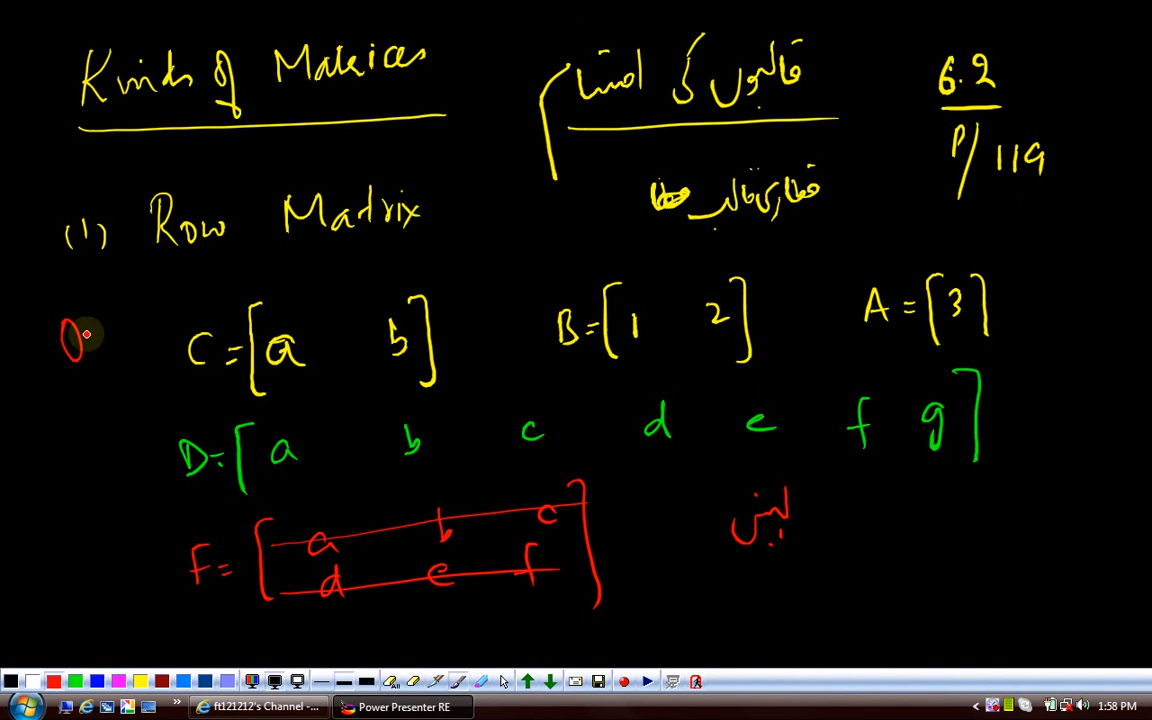 Kinds of Matrices
قالبوں کی اقسام
6.2
P/119
(1) Row Matrix
قطاری قالب
C = [a b]
B = [1 2]
A = [3]
D = [a b c d e f g]
F = [a b c
d e f]
ft121212's Channel -...
Power Presenter RE
1:58 PM